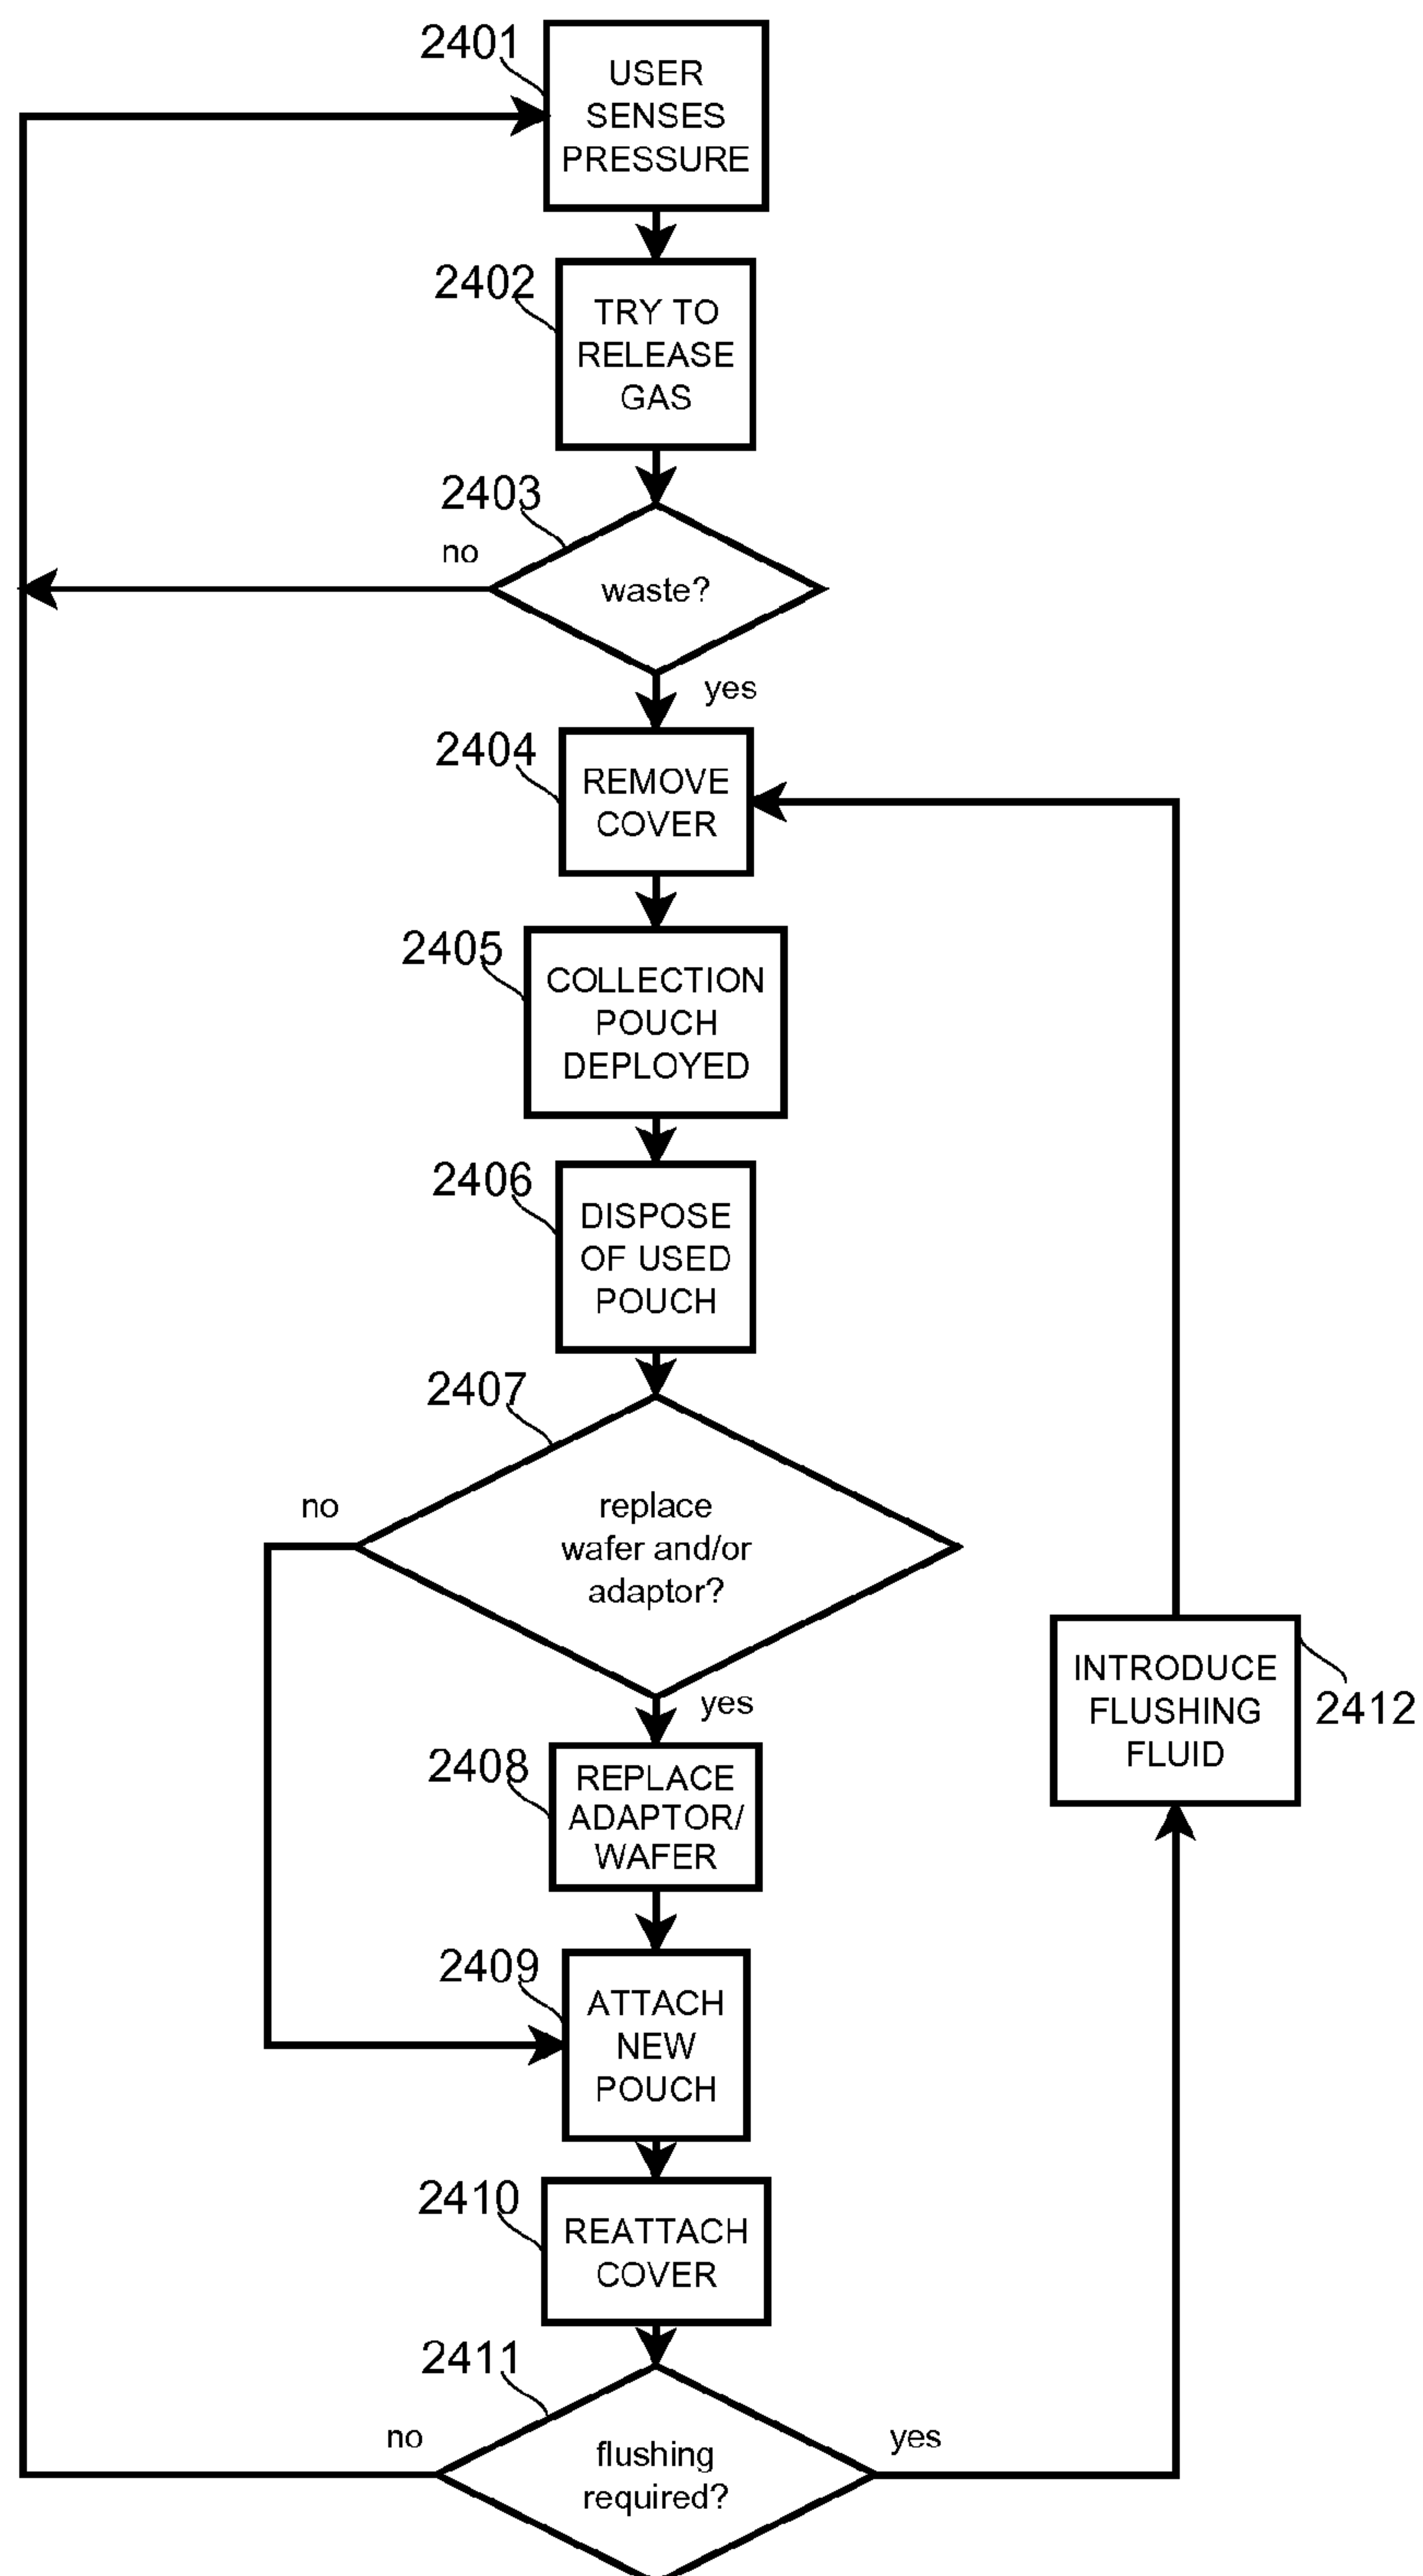 2401
USER
SENSES
PRESSURE
2402
TRY TO
RELEASE
GAS
2403
no
waste?
yes
2404
REMOVE
COVER
2405
COLLECTION
POUCH
DEPLOYED
2406
DISPOSE
OF USED
POUCH
2407
no
replace
wafer and/or
adaptor?
yes
2408
REPLACE
ADAPTOR/
WAFER
INTRODUCE
FLUSHING
FLUID
2412
2409
ATTACH
NEW
POUCH
2410
REATTACH
COVER
2411
no
flushing
required?
yes